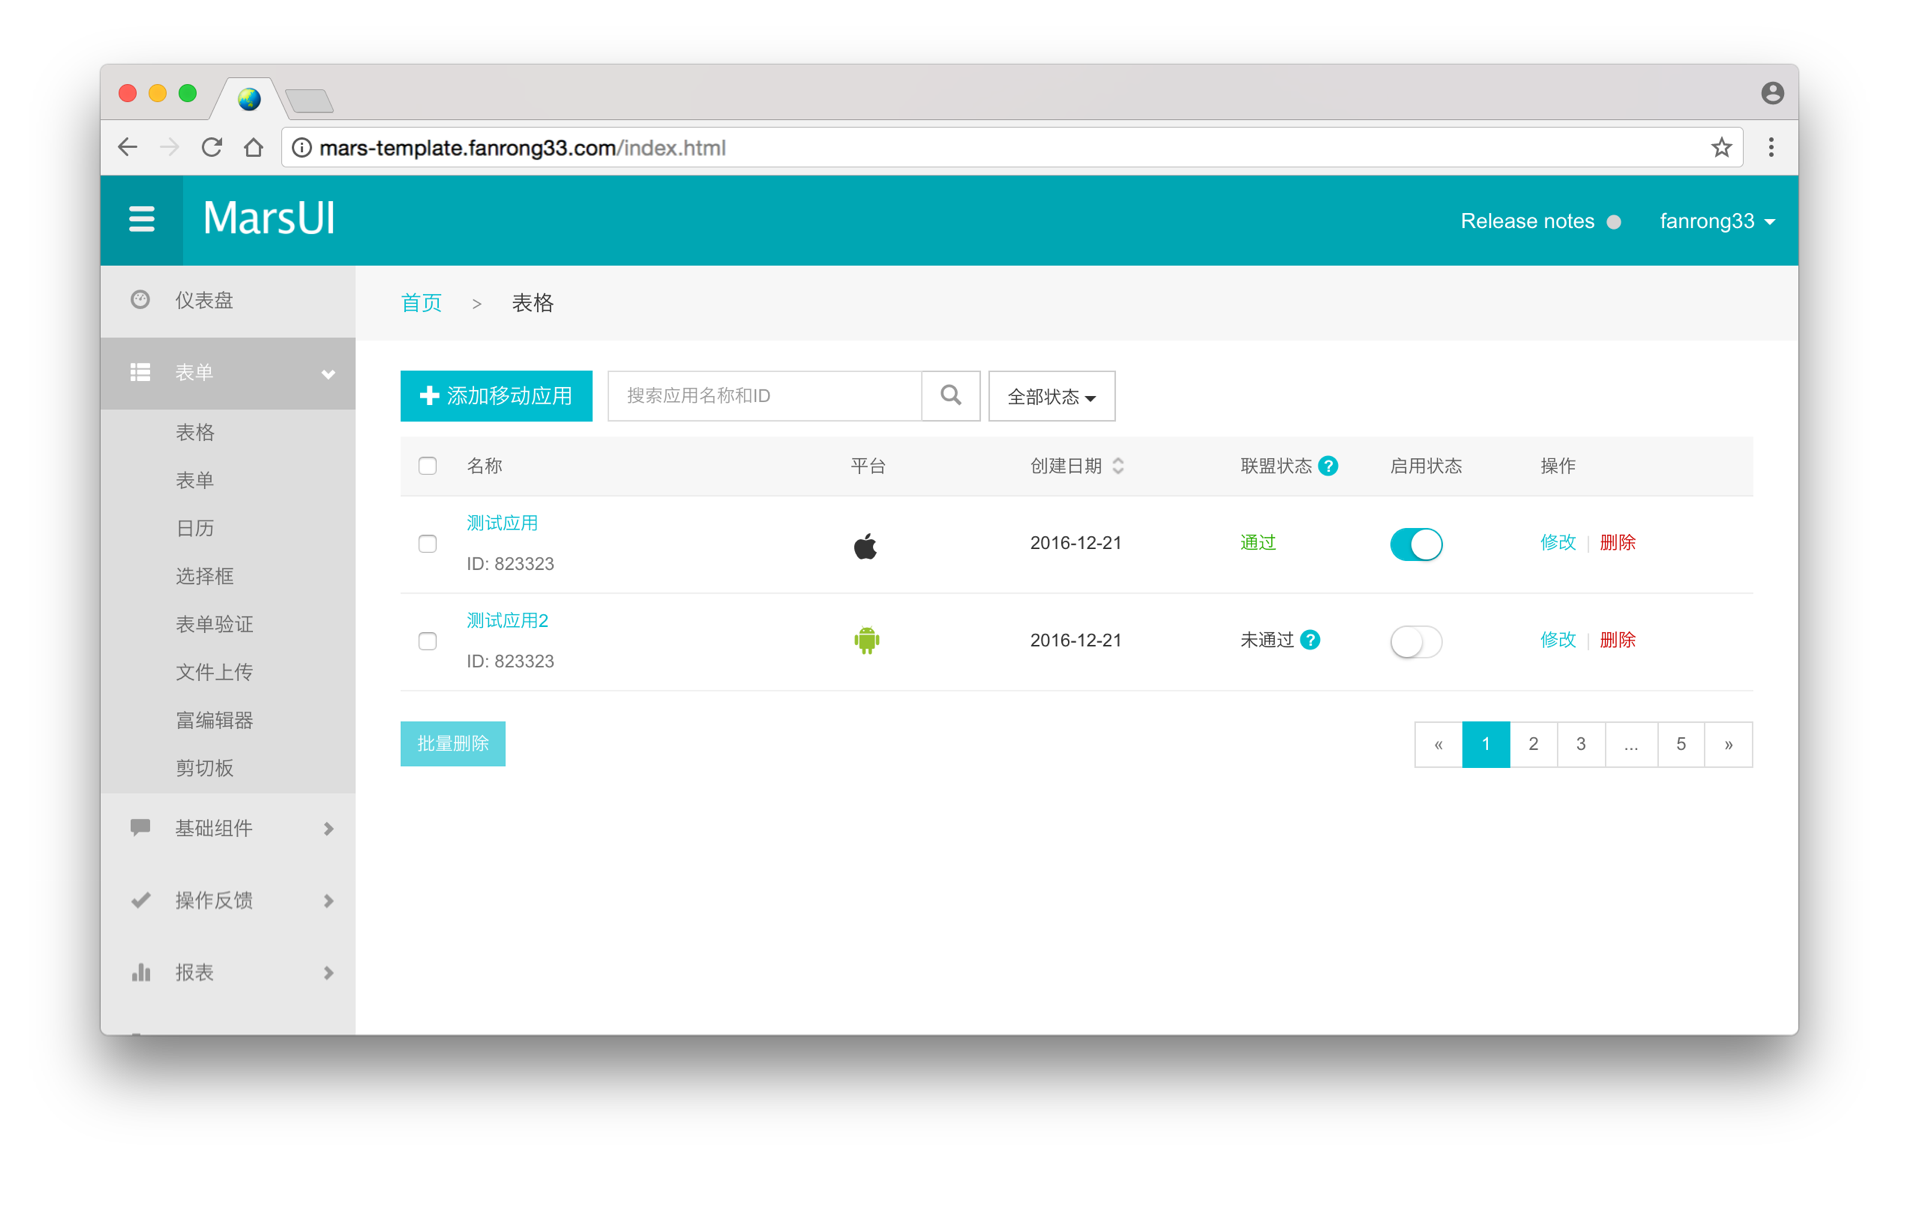 mars-template.fanrong33.com/index.html
MarsUI
Release notes
fanrong33
仪表盘
表单
表格
表单
日历
选择框
表单验证
文件上传
富编辑器
剪切板
基础组件
操作反馈
报表
首页 > 表格
添加移动应用
搜索应用名称和ID
全部状态
名称 平台 创建日期 联盟状态 ? 启用状态 操作
测试应用
ID: 823323
2016-12-21 通过 修改 | 删除
测试应用2
ID: 823323
2016-12-21 未通过 ? 修改 | 删除
批量删除
« 1 2 3 ... 5 »